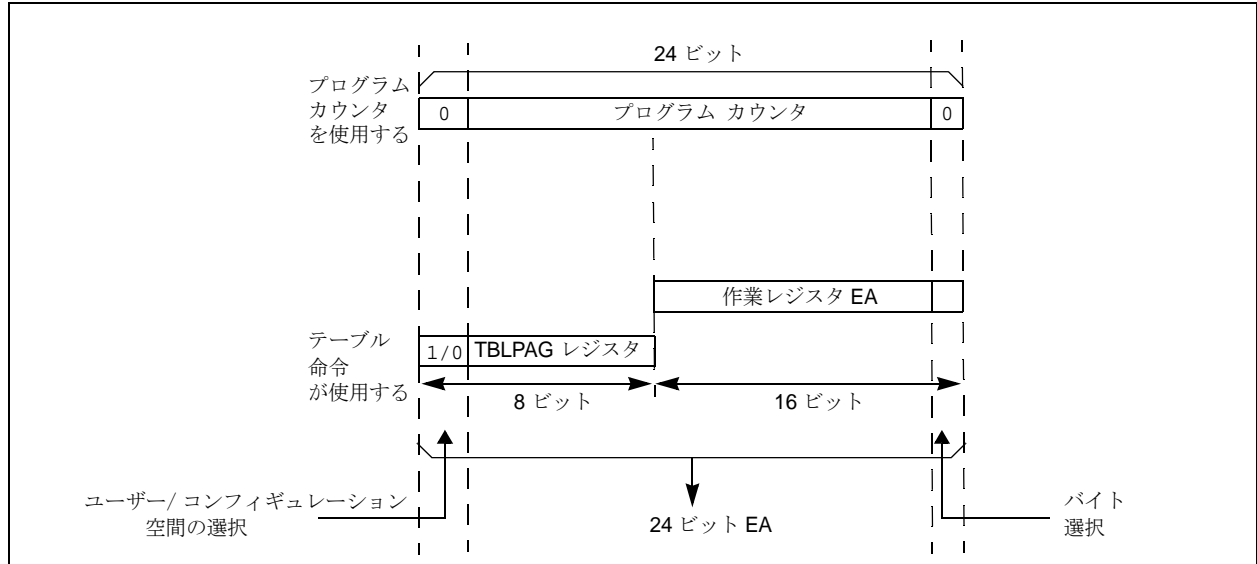 24 ビット
プログラム
カウンタ
を使用する
0
プログラム カウンタ
0
作業レジスタ EA
テーブル
命令
が使用する
1/0
TBLPAG レジスタ
8 ビット
16 ビット
ユーザー/ コンフィギュレーション
空間の選択
24 ビット EA
バイト
選択